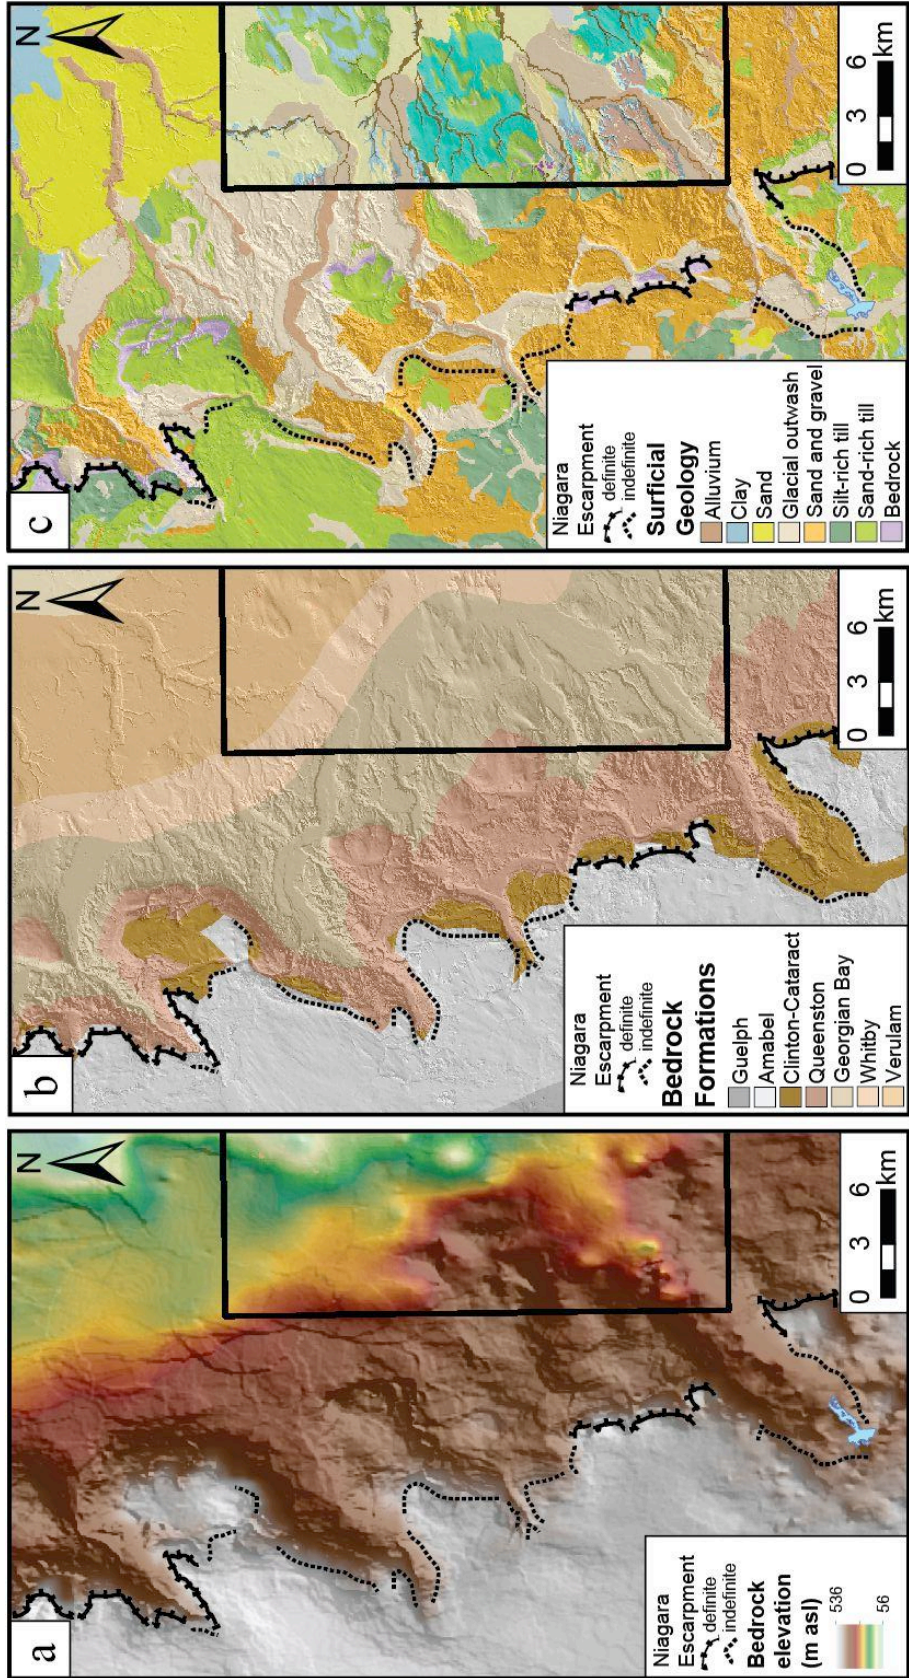 a
N
Niagara
Escarpment
definite
indefinite
Bedrock
elevation
(m asl)
536
56
0 3 6
km
b
N
Niagara
Escarpment
definite
indefinite
Bedrock
Formations
Guelph
Amabel
Clinton-Cataract
Queenston
Georgian Bay
Whitby
Verulam
0 3 6
km
c
N
Niagara
Escarpment
definite
indefinite
Surficial
Geology
Alluvium
Clay
Sand
Glacial outwash
Sand and gravel
Silt-rich till
Sand-rich till
Bedrock
0 3 6
km